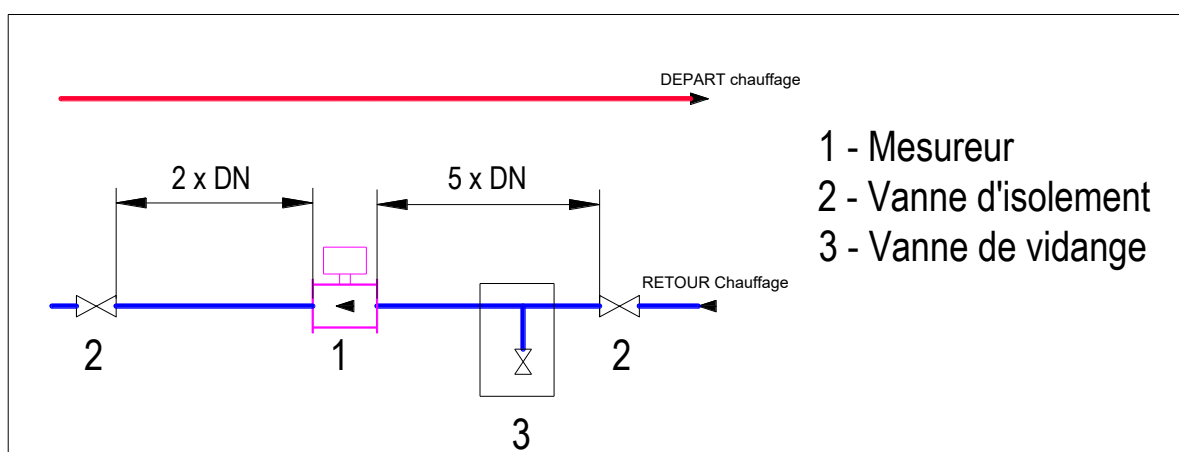 DEPART chauffage
1 - Mesureur
2 - Vanne d'isolement
3 - Vanne de vidange
2 x DN
5 x DN
RETOUR Chauffage
2
1
2
3